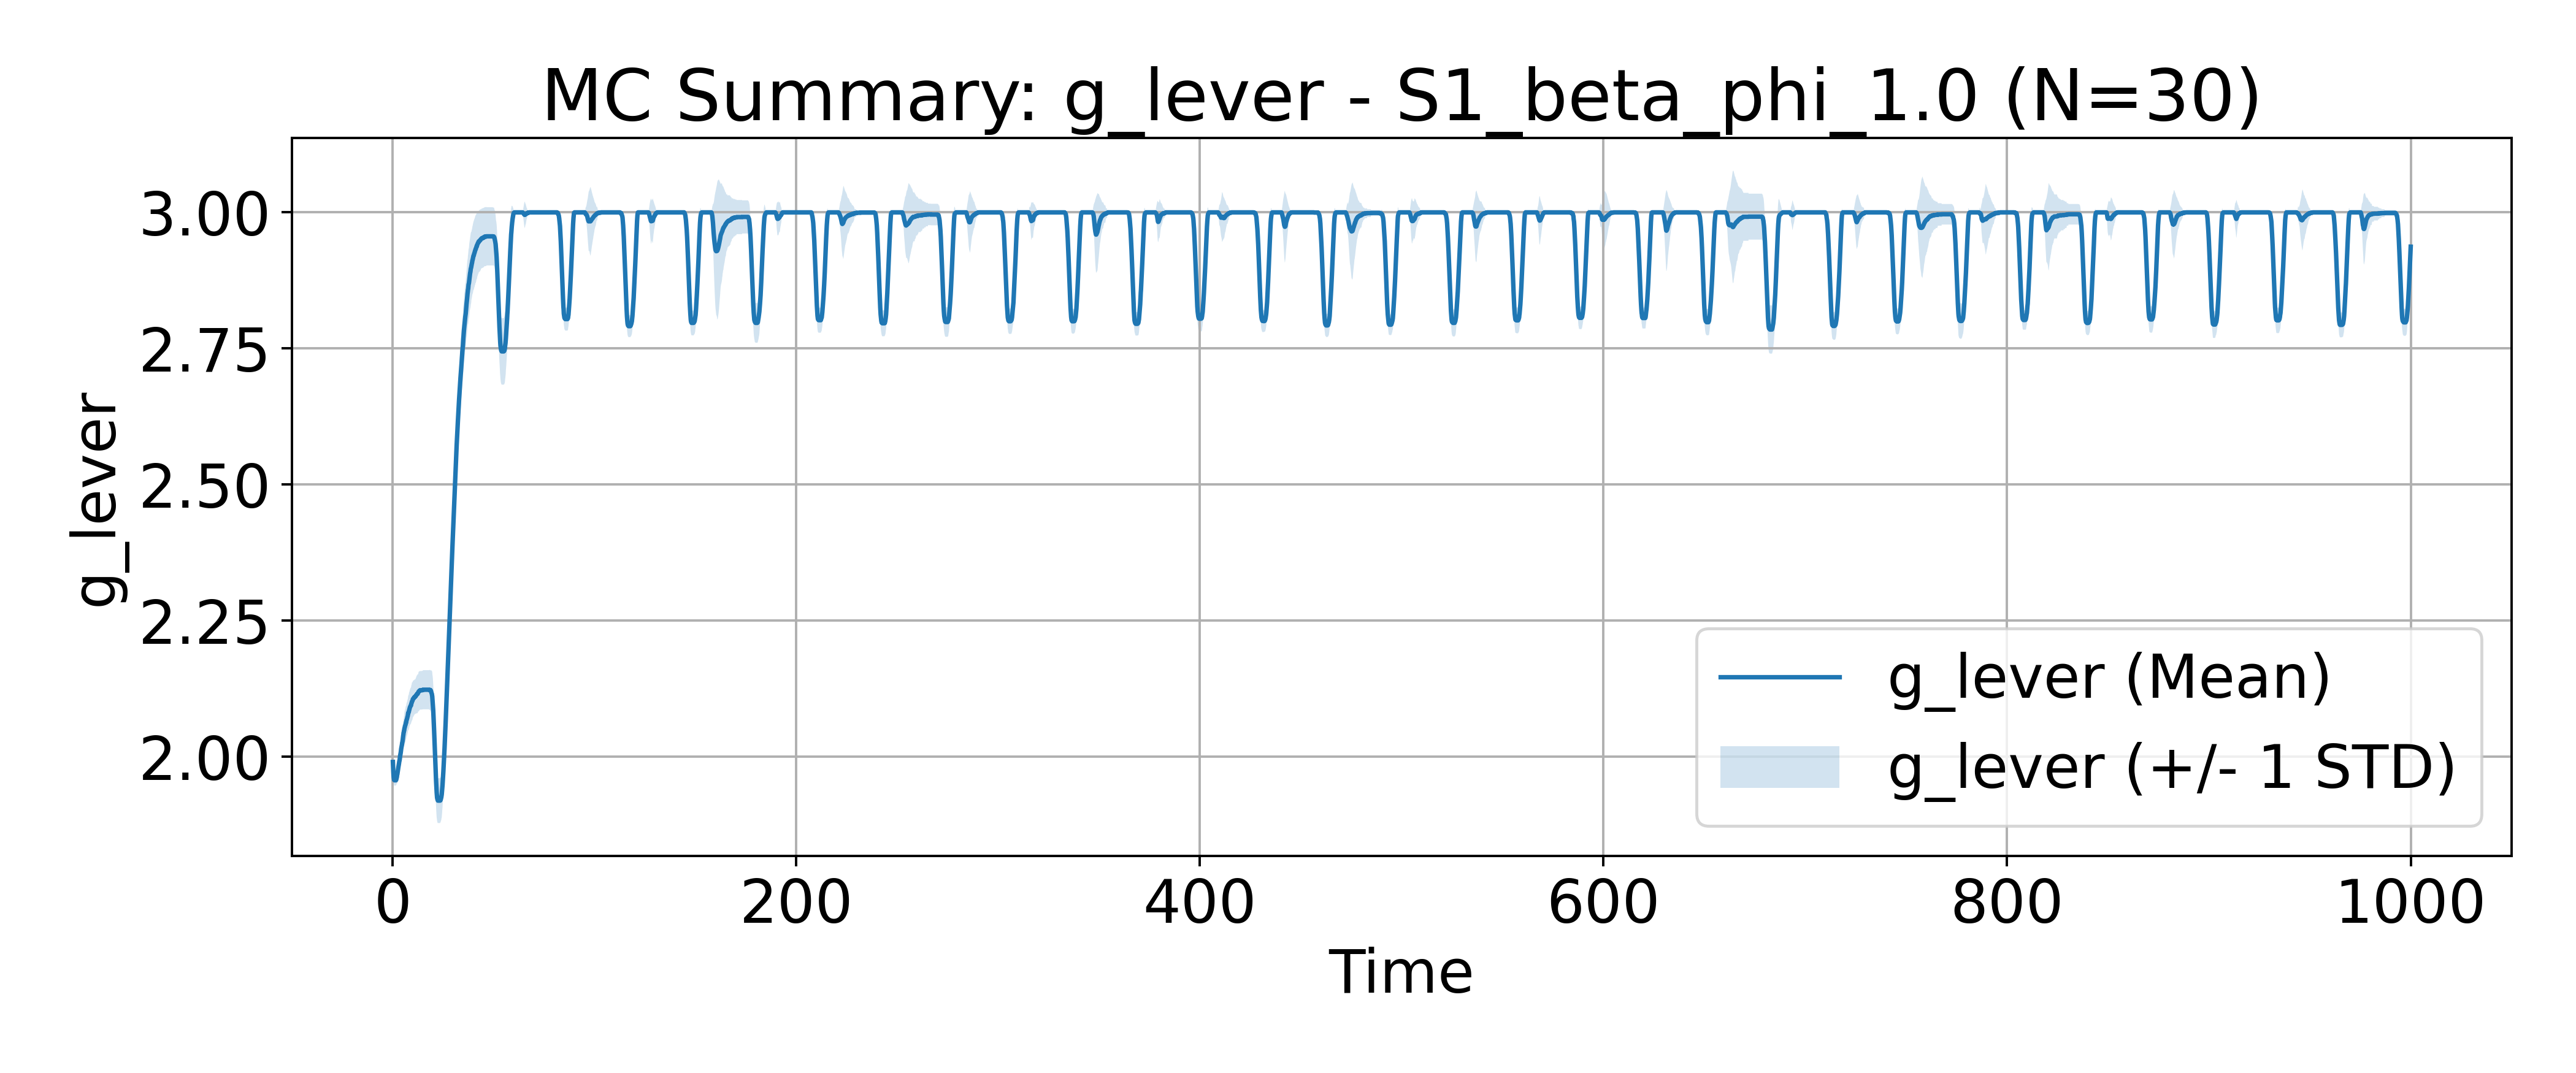 MC Summary: g_lever - S1_beta_phi_1.0 (N=30)
g_lever
3.00
2.75
2.50
2.25
2.00
g_lever (Mean)
g_lever (+/- 1 STD)
0 200 400 600 800 1000
Time